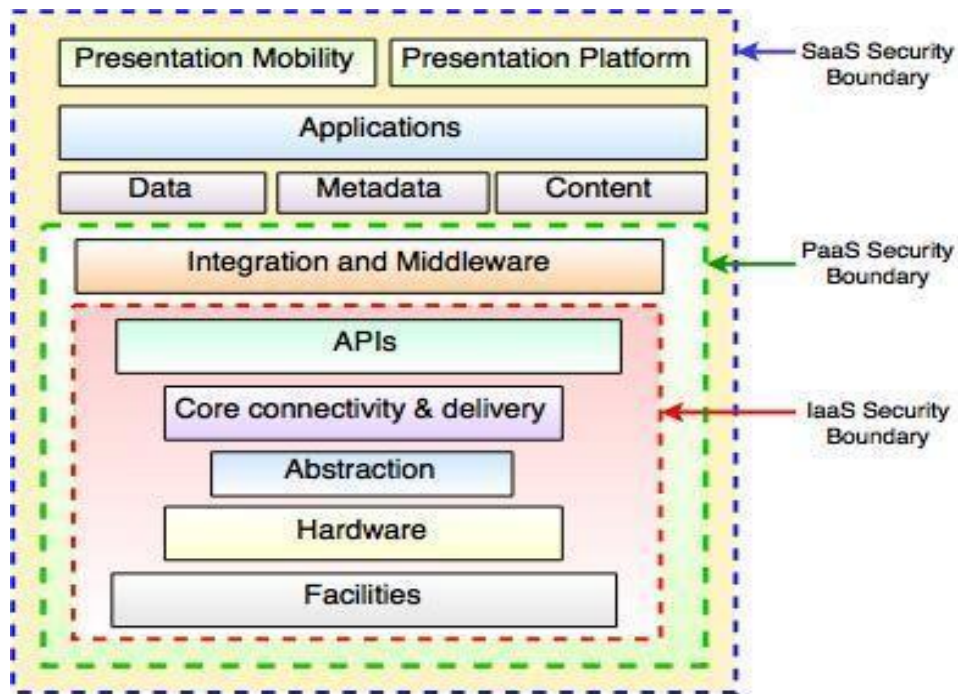 Presentation Mobility
Presentation Platform
SaaS Security
Boundary
Applications
Data
Metadata
Content
Integration and Middleware
PaaS Security
Boundary
APIs
Core connectivity & delivery
IaaS Security
Boundary
Abstraction
Hardware
Facilities